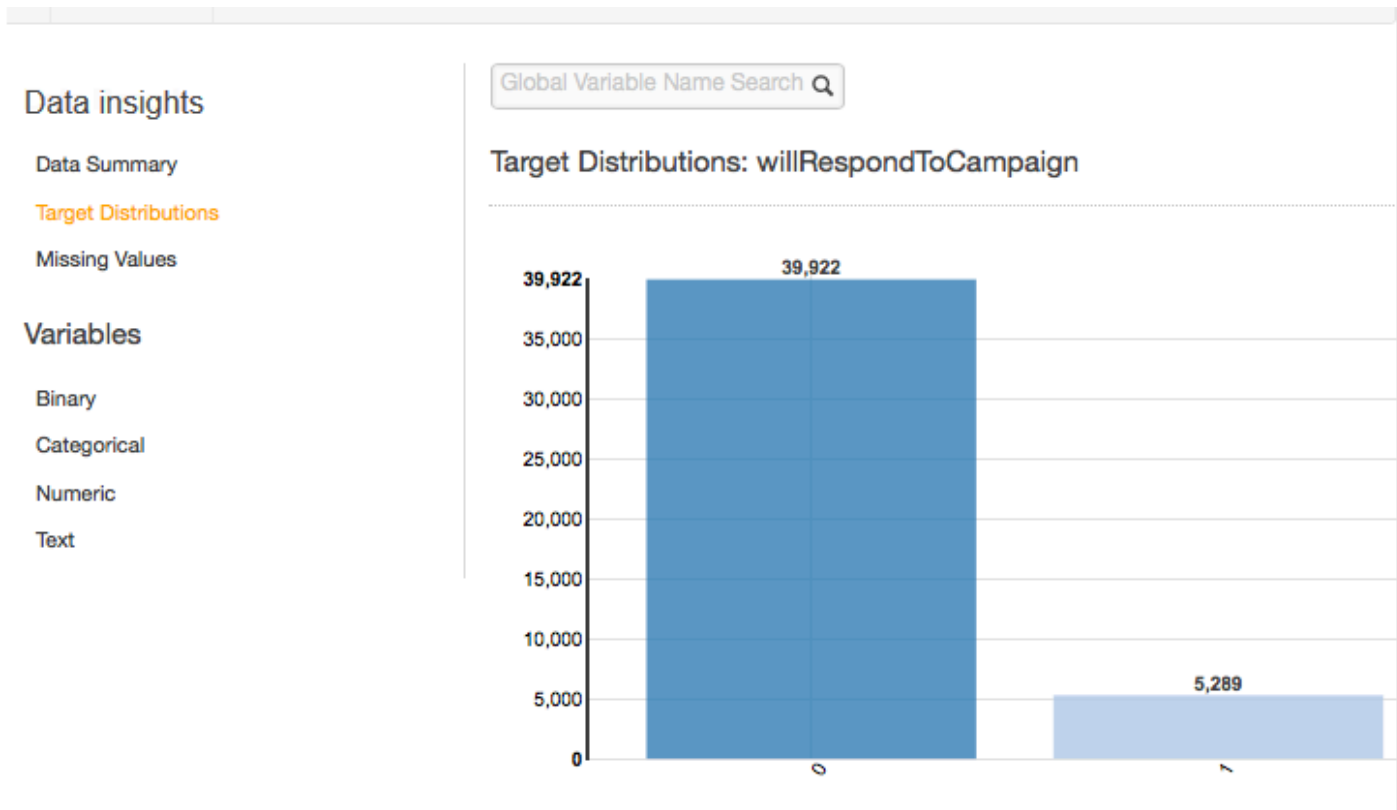 Data insights
Data Summary
Target Distributions
Missing Values
Variables
Binary
Categorical
Numeric
Text
Global Variable Name Search
Target Distributions: willRespondToCampaign
39,922
39,922
35,000
30,000
25,000
20,000
15,000
10,000
5,289
5,000
0
0
1